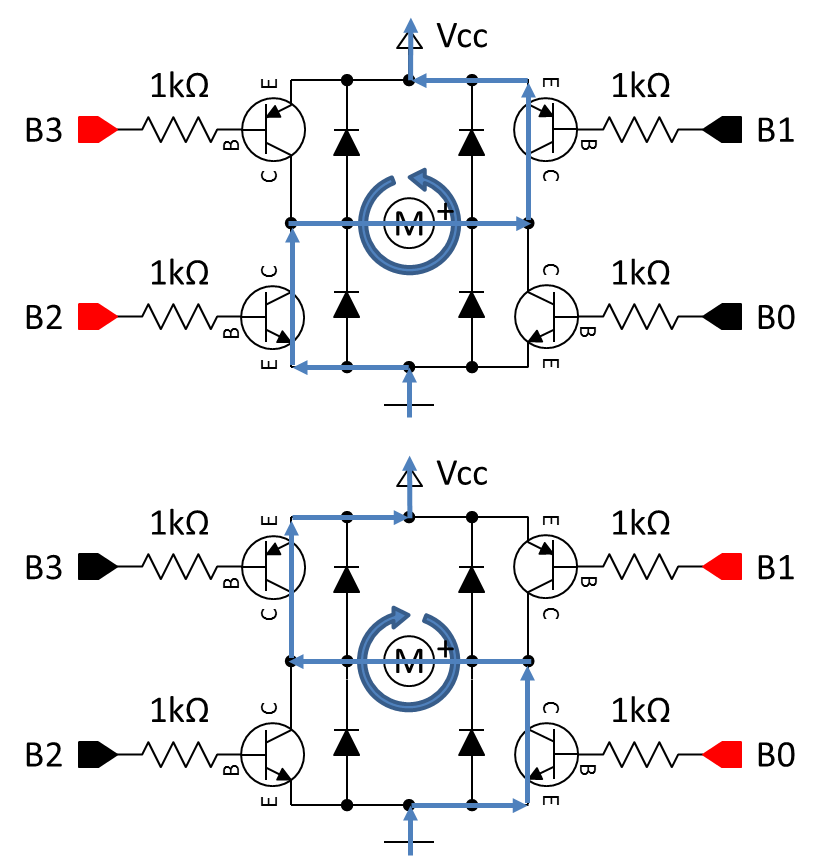 Vcc
1kΩ E E 1kΩ
B3 B B B1
C C
M +
1kΩ C C 1kΩ
B2 B B B0
E E
Vcc
1kΩ E E 1kΩ
B3 B B B1
C C
M +
1kΩ C C 1kΩ
B2 B B B0
E E